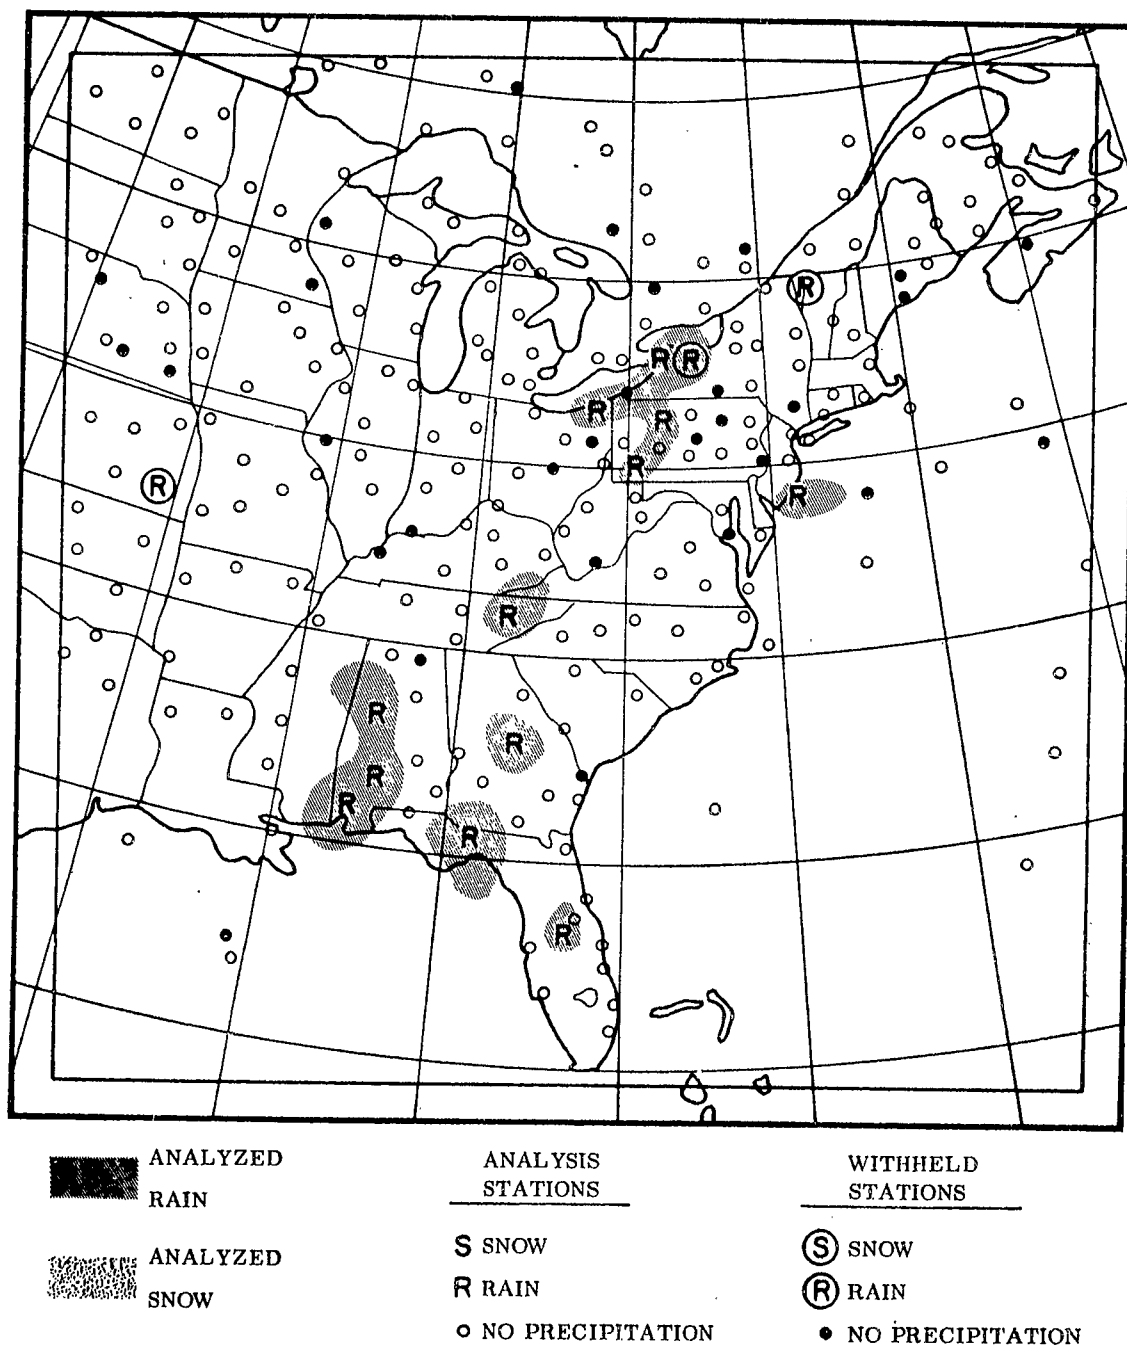 R
R R
R
R
R
R
R
R
R
R
R
R
R
R
ANALYZED
RAIN
ANALYZED
SNOW
ANALYSIS
STATIONS
S SNOW
R RAIN
NO PRECIPITATION
WITHHELD
STATIONS
S SNOW
R RAIN
NO PRECIPITATION